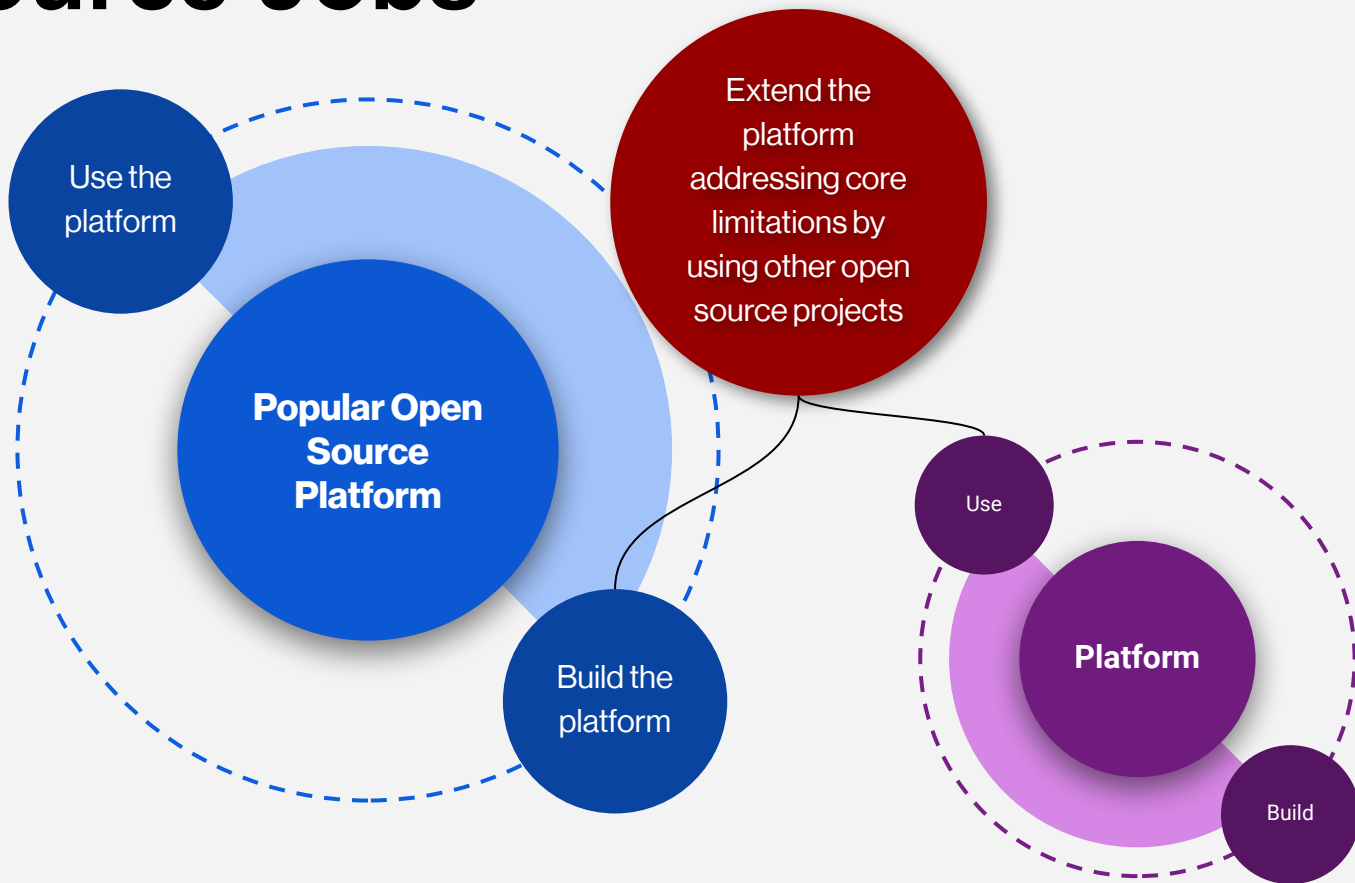 Use the
platform
Extend the
platform
addressing core
limitations by
using other open
source projects
Popular Open
Source
Platform
Use
Platform
Build the
platform
Build